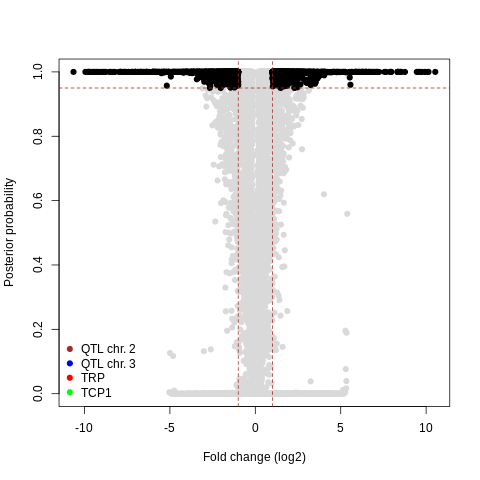 1.0
0.8
0.6
0.4
0.2
0.0
Posterior probability
QTL chr. 2
QTL chr. 3
TRP
TCP1
-10 -5 0 5 10
Fold change (log2)